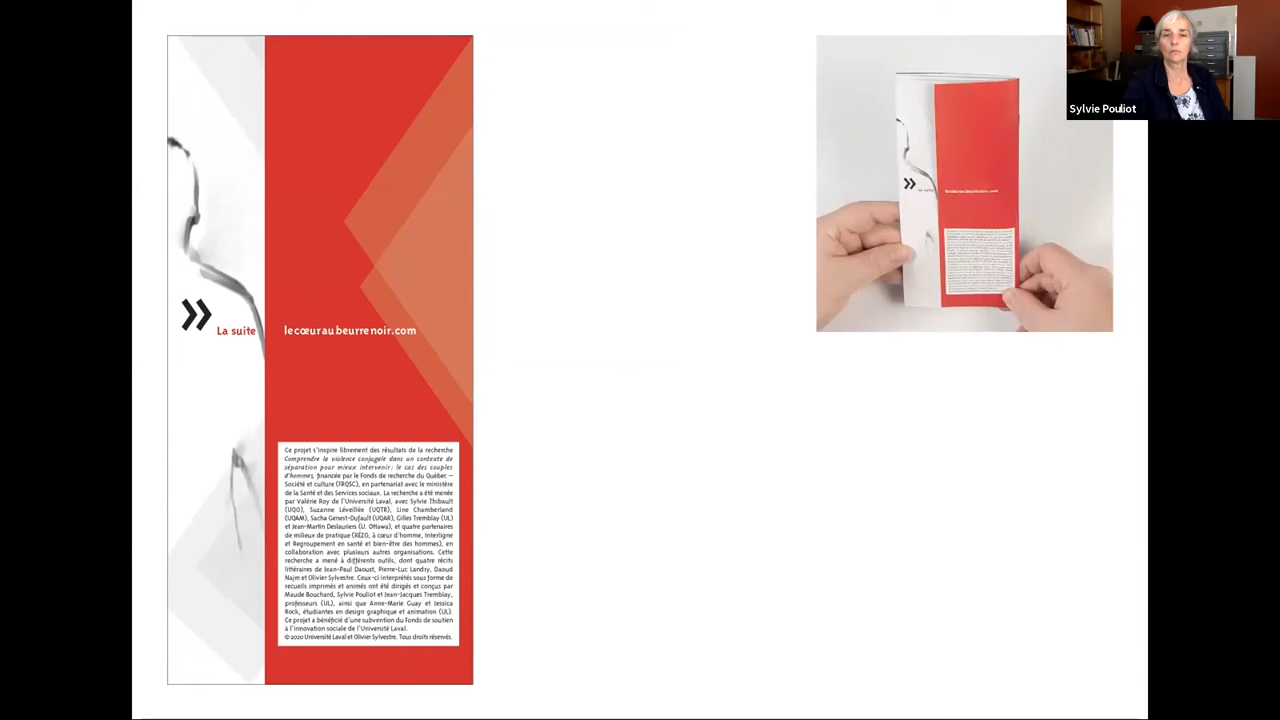 Sylvie Pouliot
» La suite
lecœuraubeurrenoir.com
Ce projet s'inspire librement des résultats de la recherche
Comprendre la violence conjugale dans un contexte de
séparation pour mieux intervenir : le cas des couples
d'hommes, financée par le Fonds de recherche du Québec –
Société et culture (FRQSC), en partenariat avec le ministère
de la Santé et des Services sociaux. La recherche a été menée
par Valérie Roy de l'Université Laval, avec Sylvie Thibault
(UQO), Suzanne Léveillée (UQTR), Line Chamberland
(UQAM), Sacha Genest-Dufault (UQAR), Gilles Tremblay (UL)
et Jean-Martin Deslauriers (U. Ottawa), et quatre partenaires
de milieu de pratique (RÉZO, à cœur d'homme, Interligne
et Regroupement en santé et bien-être des hommes), en
collaboration avec plusieurs autres organisations. Cette
recherche a mené à différents outils, dont quatre récits
littéraires de Jean-Paul Daoust, Pierre-Luc Landry, Daoud
Najm et Olivier Sylvestre. Ceux-ci interprétés sous forme de
recueils imprimés et animés ont été dirigés et conçus par
Maude Bouchard, Sylvie Pouliot et Jean-Jacques Tremblay,
professeurs (UL), ainsi que Anne-Marie Guay et Jessica
Rock, étudiantes en design graphique et animation (UL).
Ce projet a bénéficié d'une subvention du Fonds de soutien
à l'innovation sociale de l'Université Laval.
© 2020 Université Laval et Olivier Sylvestre. Tous droits réservés.
» La suite
lecœuraubeurrenoir.com